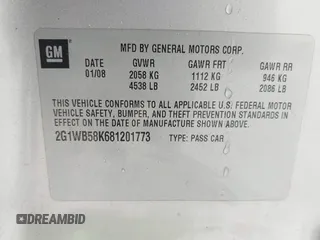 GM
MFD BY GENERAL MOTORS CORP.
DATE GVWR GAWR FRT GAWR RR
01/08 2058 KG 1112 KG 946 KG
4538 LB 2452 LB 2086 LB
THIS VEHICLE CONFORMS TO ALL APPLICABLE U.S. FEDERAL MOTOR
VEHICLE SAFETY, BUMPER, AND THEFT PREVENTION STANDARDS
IN EFFECT ON THE DATE OF MANUFACTURE SHOWN ABOVE.
2G1WB58K681201773 TYPE: PASS CAR
DREAMBID